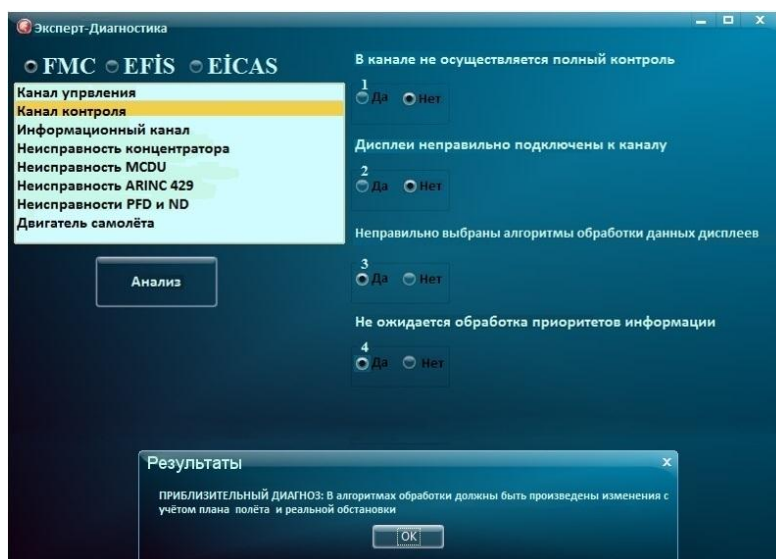 Эксперт-Диагностика
FMC EFİS EİCAS
Канал упрвления
Канал контроля
Информационный канал
Неисправность концентратора
Неисправность MCDU
Неисправность ARINC 429
Неисправности PFD и ND
Двигатель самолёта
Анализ
В канале не осуществляется полный контроль
1
Да Нет
Дисплеи неправильно подключены к каналу
2
Да Нет
Неправильно выбраны алгоритмы обработки данных дисплеев
3
Да Нет
Не ожидается обработка приоритетов информации
4
Да Нет
Результаты x
ПРИБЛИЗИТЕЛЬНЫЙ ДИАГНОЗ: В алгоритмах обработки должны быть произведены изменения с
учётом плана полёта и реальной обстановки
OK